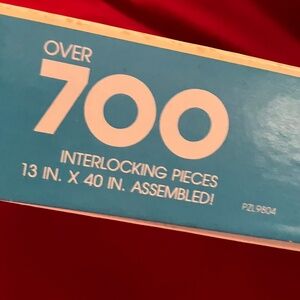 OVER
700
INTERLOCKING PIECES
13 IN. X 40 IN. ASSEMBLED!
PZL9804